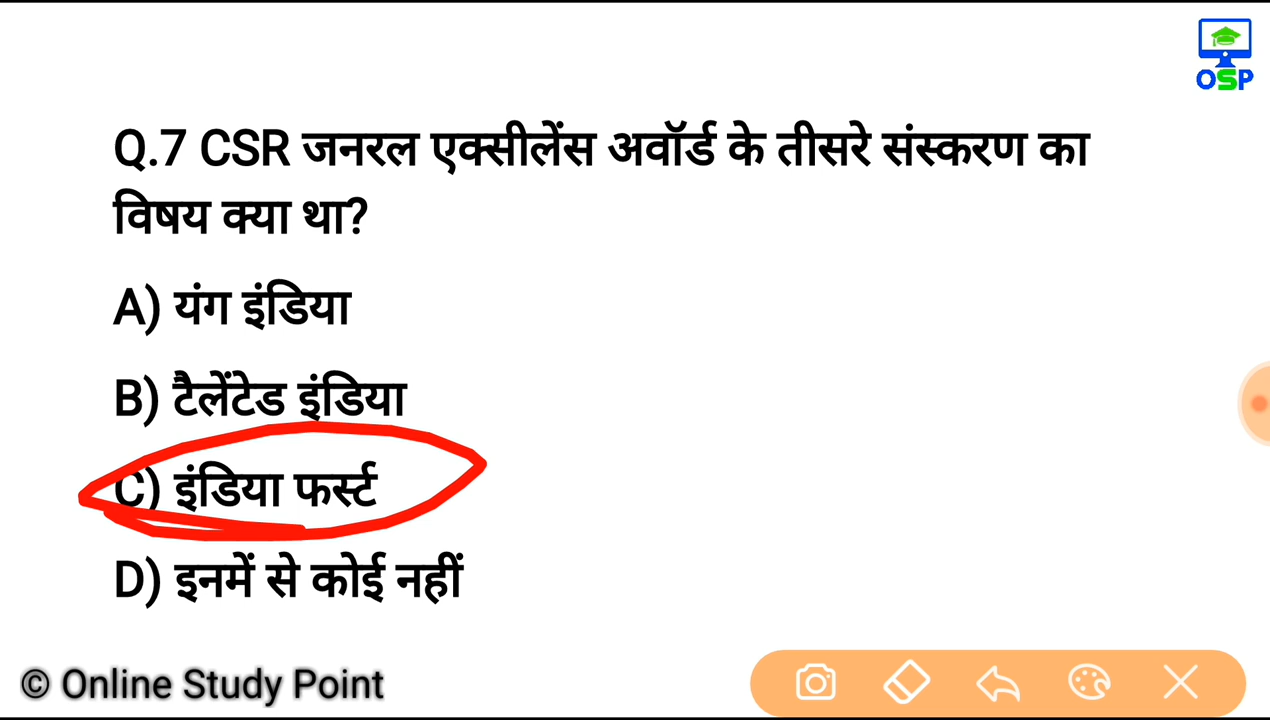 OSP
Q.7 CSR जनरल एक्सीलेंस अवॉर्ड के तीसरे संस्करण का
विषय क्या था?
A) यंग इंडिया
B) टैलेंटेड इंडिया
C) इंडिया फर्स्ट
D) इनमें से कोई नहीं
© Online Study Point